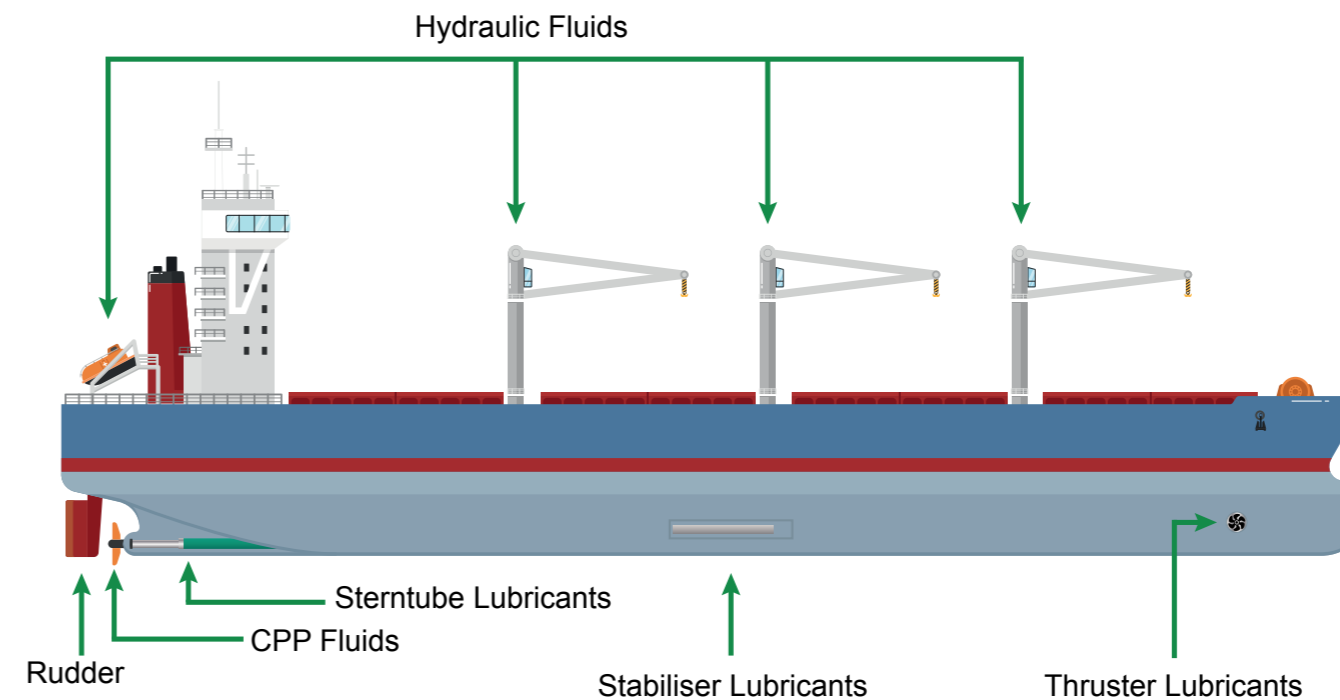 Hydraulic Fluids
Sterntube Lubricants
CPP Fluids
Rudder
Stabiliser Lubricants
Thruster Lubricants